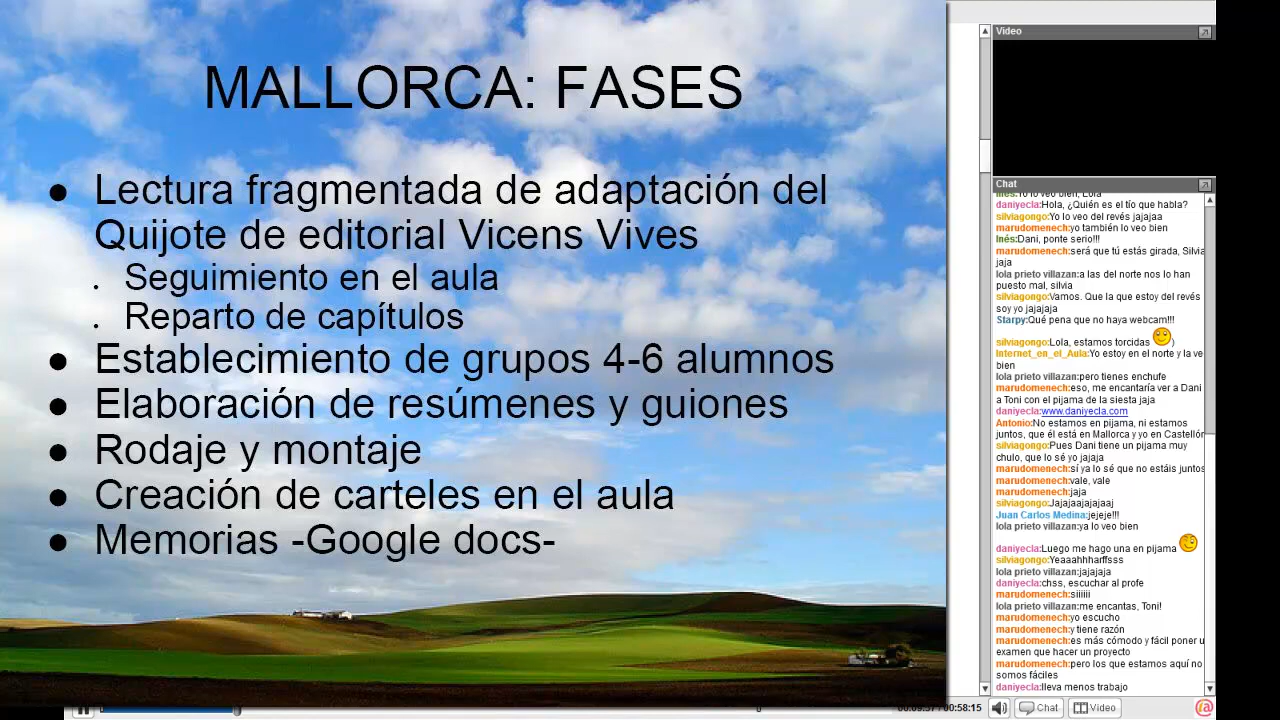 MALLORCA: FASES
● Lectura fragmentada de adaptación del
Quijote de editorial Vicens Vives
. Seguimiento en el aula
. Reparto de capítulos
● Establecimiento de grupos 4-6 alumnos
● Elaboración de resúmenes y guiones
● Rodaje y montaje
● Creación de carteles en el aula
● Memorias -Google docs-
Video
Chat
Inés:Yo lo veo bien, Lola
daniyecla:Hola, ¿Quién es el tío que habla?
silviagongo:Yo lo veo del revés jajajaa
marudomenech:yo también lo veo bien
Inés:Dani, ponte serio!!!
marudomenech:será que tú estás girada, Silvia
jaja
lola prieto villazan:a las del norte nos lo han
puesto mal, silvia
silviagongo:Vamos. Que la que estoy del revés
soy yo jajajaja
Starpy:Qué pena que no haya webcam!!!
silviagongo:Lola, estamos torcidas )
Internet_en_el_Aula:Yo estoy en el norte y la ve
bien
lola prieto villazan:pero tienes enchufe
marudomenech:eso, me encantaría ver a Dani
a Toni con el pijama de la siesta jaja
daniyecla:www.daniyecla.com
Antonio:No estamos en pijama, ni estamos
juntos, que él está en Mallorca y yo en Castellón
silviagongo:Pues Dani tiene un pijama muy
chulo, que lo sé yo jajaja
marudomenech:sí ya lo sé que no estáis juntos
marudomenech:vale, vale
marudomenech:jaja
silviagongo:Jajajaajajajaaj
Juan Carlos Medina:jejeje!!!
lola prieto villazan:ya lo veo bien
daniyecla:Luego me hago una en pijama
silviagongo:Yeaaahhharffsss
lola prieto villazan:jajajaja
daniyecla:chss, escuchar al profe
marudomenech:siiiiii
lola prieto villazan:me encantas, Toni!
marudomenech:yo escucho
marudomenech:y tiene razón
marudomenech:es más cómodo y fácil poner u
examen que hacer un proyecto
marudomenech:pero los que estamos aquí no
somos fáciles
daniyecla:lleva menos trabajo
00:09:37 / 00:58:15
Chat
Video